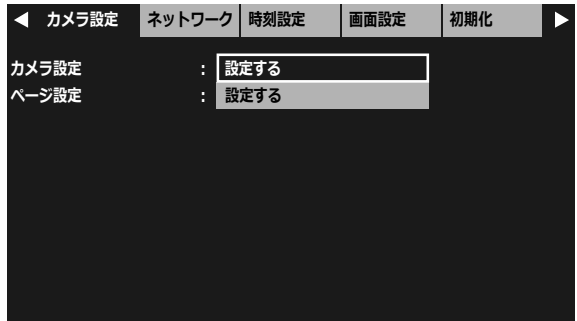 ◀ カメラ設定 ネットワーク 時刻設定 画面設定 初期化 ▶
カメラ設定 : 設定する
ページ設定 : 設定する